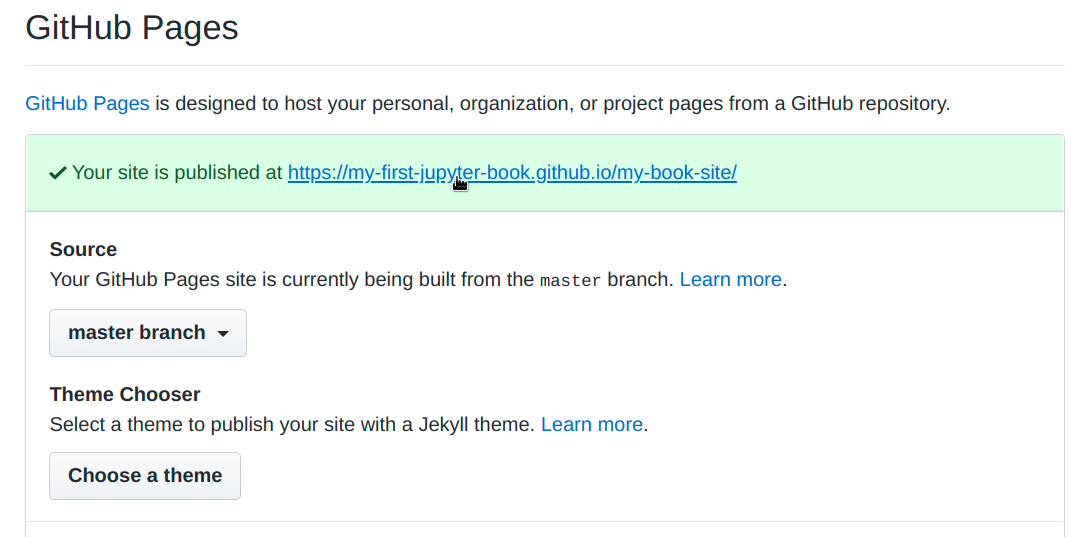 GitHub Pages
GitHub Pages is designed to host your personal, organization, or project pages from a GitHub repository.
Your site is published at https://my-first-jupyter-book.github.io/my-book-site/
Source
Your GitHub Pages site is currently being built from the master branch. Learn more.
master branch
Theme Chooser
Select a theme to publish your site with a Jekyll theme. Learn more.
Choose a theme